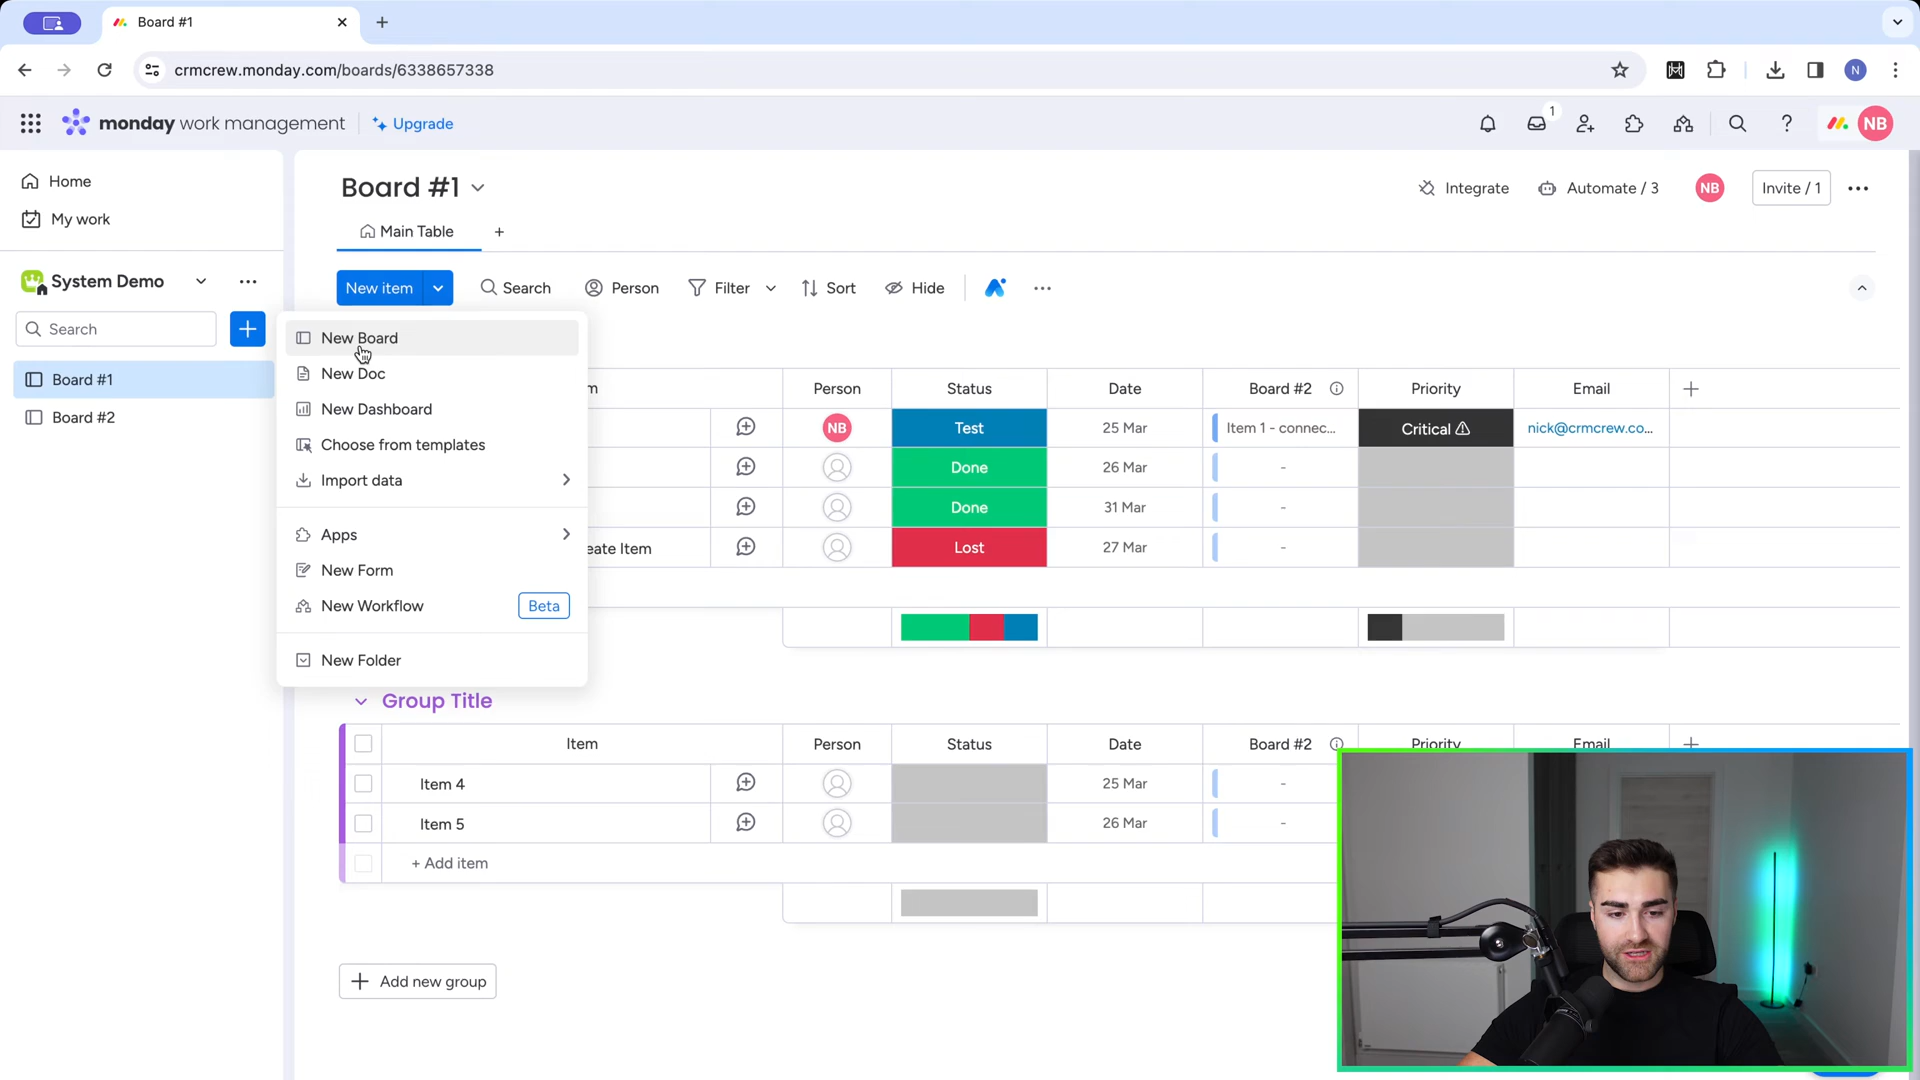 Board #1
crmcrew.monday.com/boards/6338657338
N
monday work management
Upgrade
1
NB
Home
My work
System Demo
Search
Board #1
Board #2
Board #1
Integrate
Automate / 3
NB
Invite / 1
Main Table
New item
Search
Person
Filter
Sort
Hide
New Board
New Doc
New Dashboard
Choose from templates
Import data
Apps
New Form
New Workflow
Beta
New Folder
m Person Status Date Board #2 Priority Email
NB Test 25 Mar Item 1 - connec... Critical nick@crmcrew.co...
Done 26 Mar -
Done 31 Mar -
eate Item Lost 27 Mar -
Group Title
Item Person Status Date Board #2 Priority Email
Item 4 25 Mar -
Item 5 26 Mar -
+ Add item
Add new group